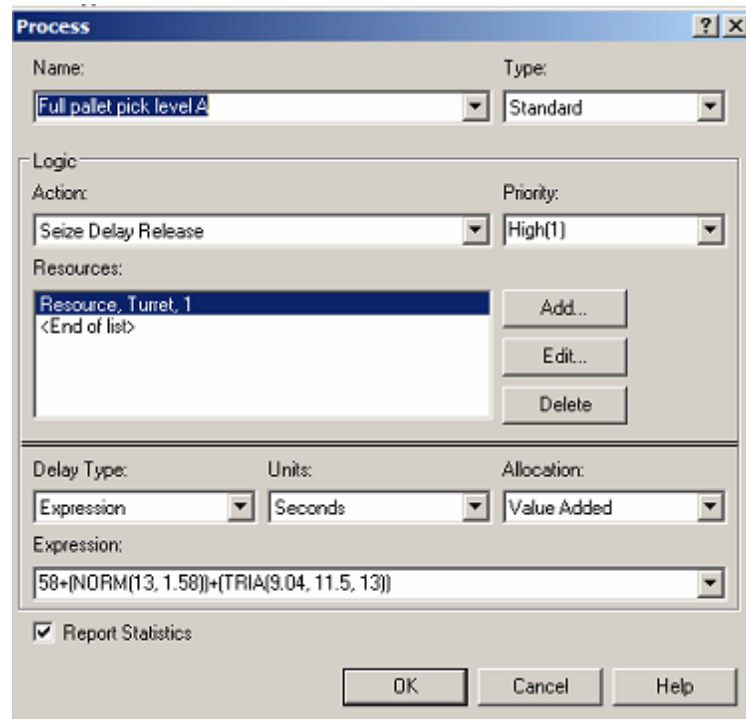 Process
Name:
Type:
Full pallet pick level A
Standard
Logic
Action:
Priority:
Seize Delay Release
High(1)
Resources:
Resource, Turret, 1
<End of list>
Add...
Edit...
Delete
Delay Type:
Units:
Allocation:
Expression
Seconds
Value Added
Expression:
58+(NORM(13, 1.58))+(TRIA(9.04, 11.5, 13))
Report Statistics
OK
Cancel
Help